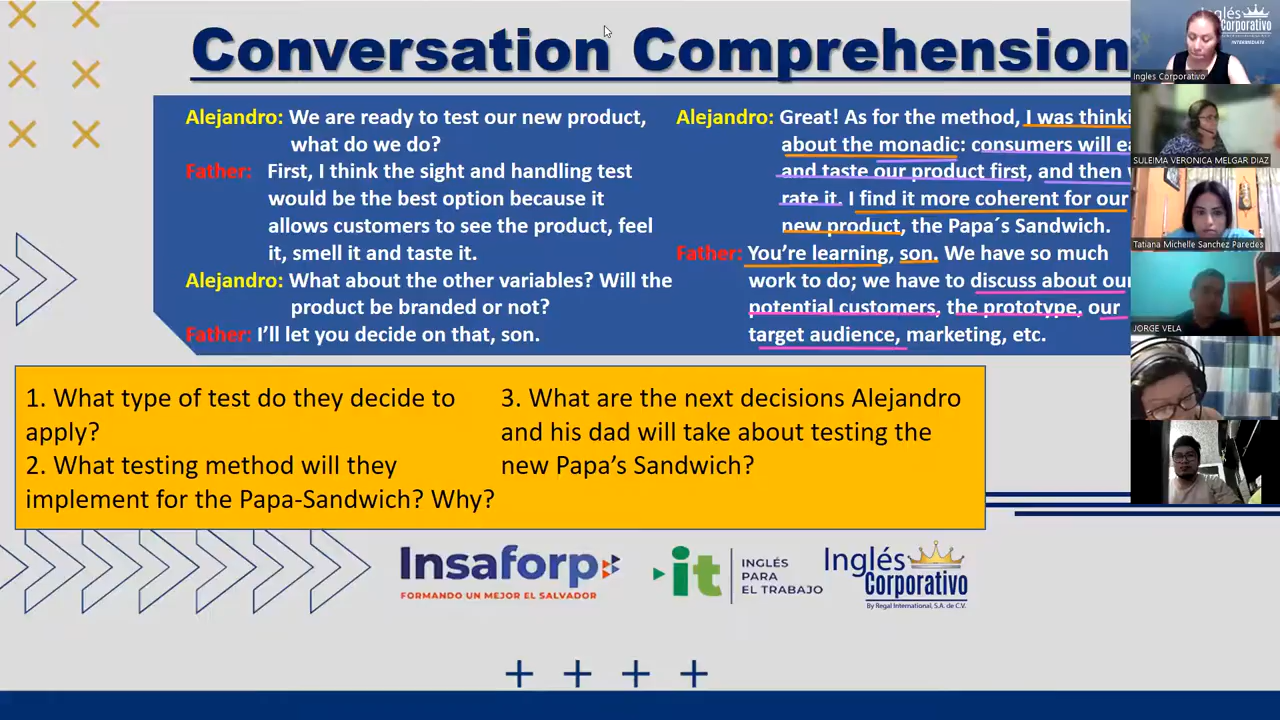 Conversation Comprehension
Alejandro: We are ready to test our new product,
what do we do?
Father: First, I think the sight and handling test
would be the best option because it
allows customers to see the product, feel
it, smell it and taste it.
Alejandro: What about the other variables? Will the
product be branded or not?
Father: I'll let you decide on that, son.
Alejandro: Great! As for the method, I was
about the monadic: consumers will
and taste our product first, and then
rate it. I find it more coherent for our
new product, the Papa´s Sandwich.
Father: You're learning, son. We have so much
work to do; we have to discuss about our
potential customers, the prototype, our
target audience, marketing, etc.
1. What type of test do they decide to
apply?
2. What testing method will they
implement for the Papa-Sandwich? Why?
3. What are the next decisions Alejandro
and his dad will take about testing the
new Papa's Sandwich?
Insaforp
FORMANDO UN MEJOR EL SALVADOR
it
INGLÉS
PARA
EL TRABAJO
Inglés
Corporativo
By Regal International, S.A. de C.V.
Inglés
Corporativo
INTERMEDIATE
Ingles Corporativo
SULEIMA VERONICA MELGAR DIAZ
Tatiana Michelle Sanchez Paredes
JORGE VELA